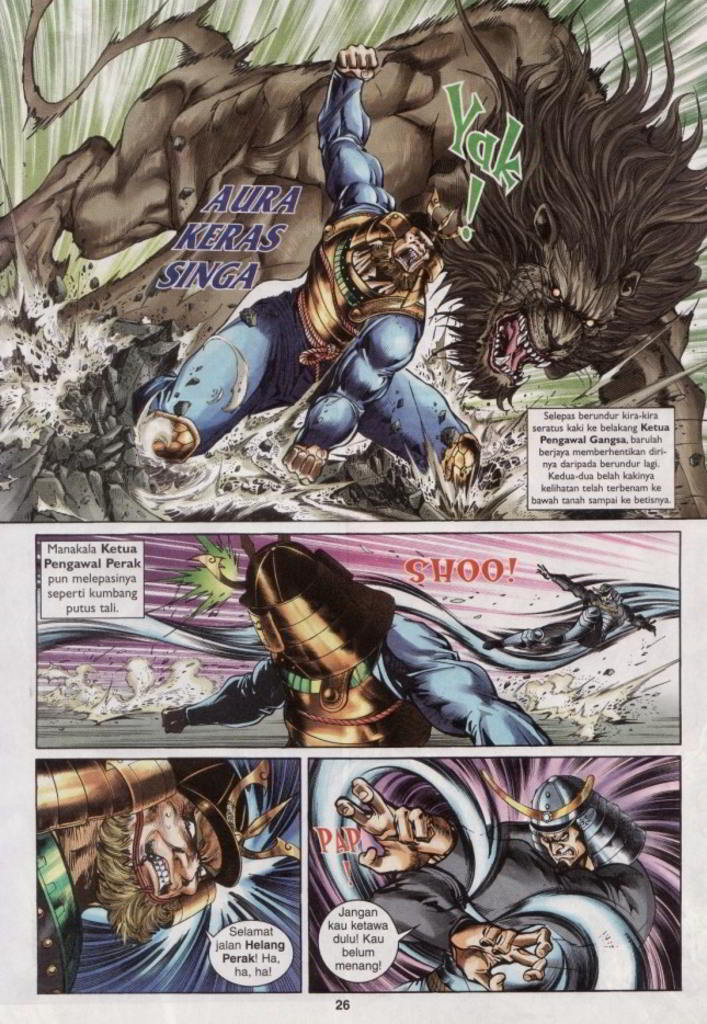 Yak!
AURA
KERAS
SINGA
Selepas berundur kira-kira
seratus kaki ke belakang Ketua
Pengawal Gangsa, barulah
berjaya memberhentikan diri-
nya daripada berundur lagi.
Kedua-dua belah kakinya
kelihatan telah terbenam ke
bawah tanah sampai ke betisnya.
Manakala Ketua
Pengawal Perak
pun melepasinya
seperti kumbang
putus tali.
SHOO!
Selamat
jalan Helang
Perak! Ha,
ha, ha!
PAP
!
Jangan
kau ketawa
dulu! Kau
belum
menang!
26